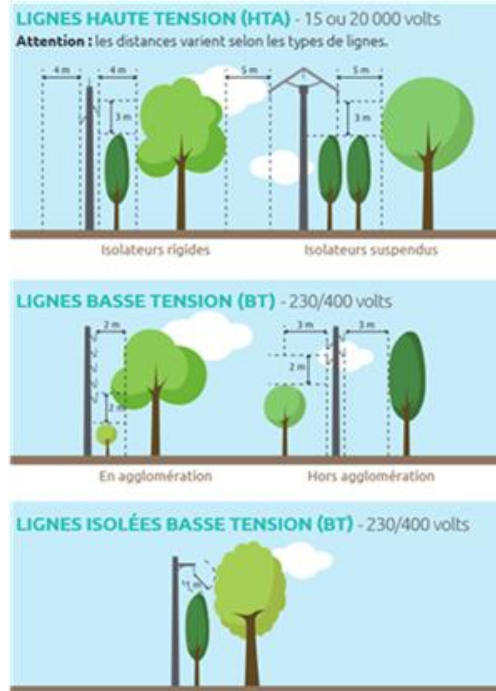 LIGNES HAUTE TENSION (HTA) - 15 ou 20 000 volts
Attention : les distances varient selon les types de lignes.
4 m 4 m 5 m 5 m
3 m 3 m
Isolateurs rigides Isolateurs suspendus
LIGNES BASSE TENSION (BT) - 230/400 volts
2 m 3 m 3 m
2 m 2 m
En agglomération Hors agglomération
LIGNES ISOLÉES BASSE TENSION (BT) - 230/400 volts
1 m